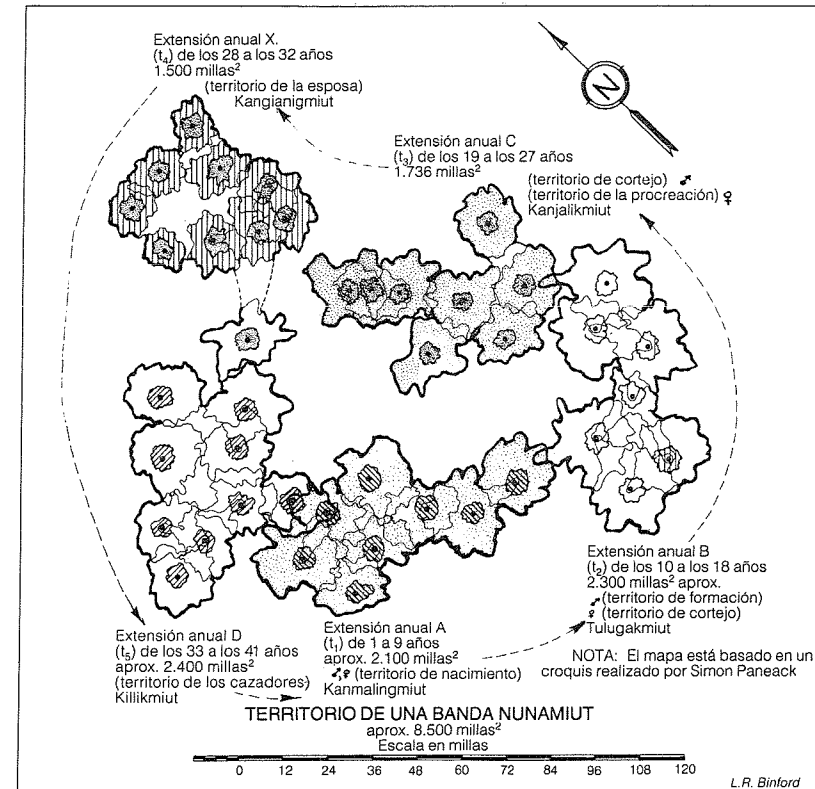 Extensión anual X.
(t₄) de los 28 a los 32 años
1.500 millas²
(territorio de la esposa)
Kangianigmiut
N
Extensión anual C
(t₃) de los 19 a los 27 años
1.736 millas²
(territorio de cortejo) ♂
(territorio de la procreación) ♀
Kanjalikmiut
Extensión anual B
(t₂) de los 10 a los 18 años
2.300 millas² aprox.
♂ (territorio de formación)
♀ (territorio de cortejo)
Tulugakmiut
Extensión anual A
(t₁) de 1 a 9 años
aprox. 2.100 millas²
♂,♀ (territorio de nacimiento)
Kanmalingmiut
Extensión anual D
(t₅) de los 33 a los 41 años
aprox. 2.400 millas²
(territorio de los cazadores)
Killikmiut
NOTA: El mapa está basado en un
croquis realizado por Simon Paneack
TERRITORIO DE UNA BANDA NUNAMIUT
aprox. 8.500 millas²
Escala en millas
0 12 24 36 48 60 72 84 96 108 120
L.R. Binford